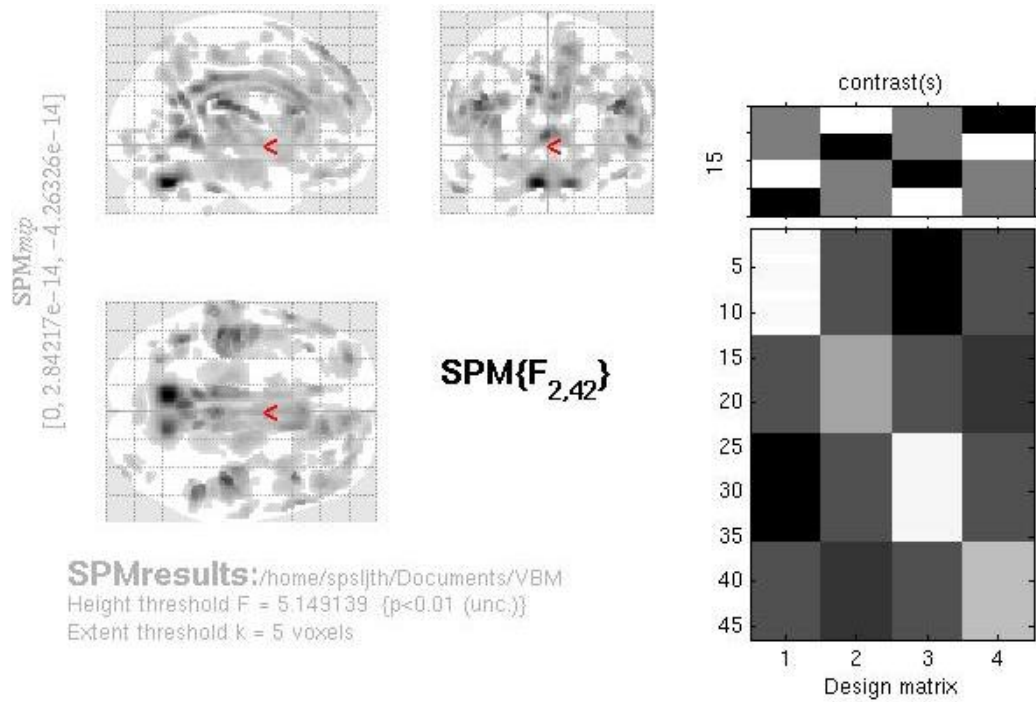 SPMmip
[0, 2.84217e-14, -4.26326e-14]
<
<
<
SPM{F2,42}
SPMresults: /home/spsljth/Documents/VBM
Height threshold F = 5.149139 {p<0.01 (unc.)}
Extent threshold k = 5 voxels
contrast(s)
15
5
10
15
20
25
30
35
40
45
1 2 3 4
Design matrix